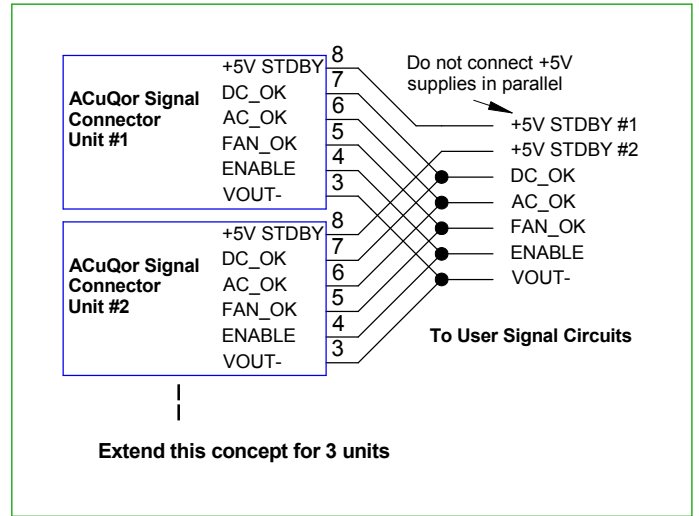 ACuQor Signal
Connector
Unit #1
+5V STDBY 8
DC_OK 7
AC_OK 6
FAN_OK 5
ENABLE 4
VOUT- 3
ACuQor Signal
Connector
Unit #2
+5V STDBY 8
DC_OK 7
AC_OK 6
FAN_OK 5
ENABLE 4
VOUT- 3
Do not connect +5V
supplies in parallel
+5V STDBY #1
+5V STDBY #2
DC_OK
AC_OK
FAN_OK
ENABLE
VOUT-
To User Signal Circuits
Extend this concept for 3 units